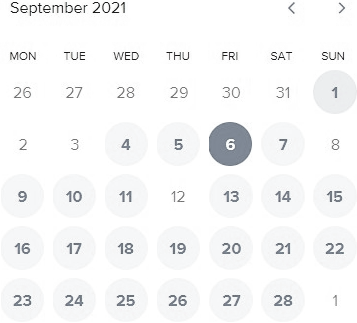 September 2021
MON TUE WED THU FRI SAT SUN
26 27 28 29 30 31 1
2 3 4 5 6 7 8
9 10 11 12 13 14 15
16 17 18 19 20 21 22
23 24 25 26 27 28 1